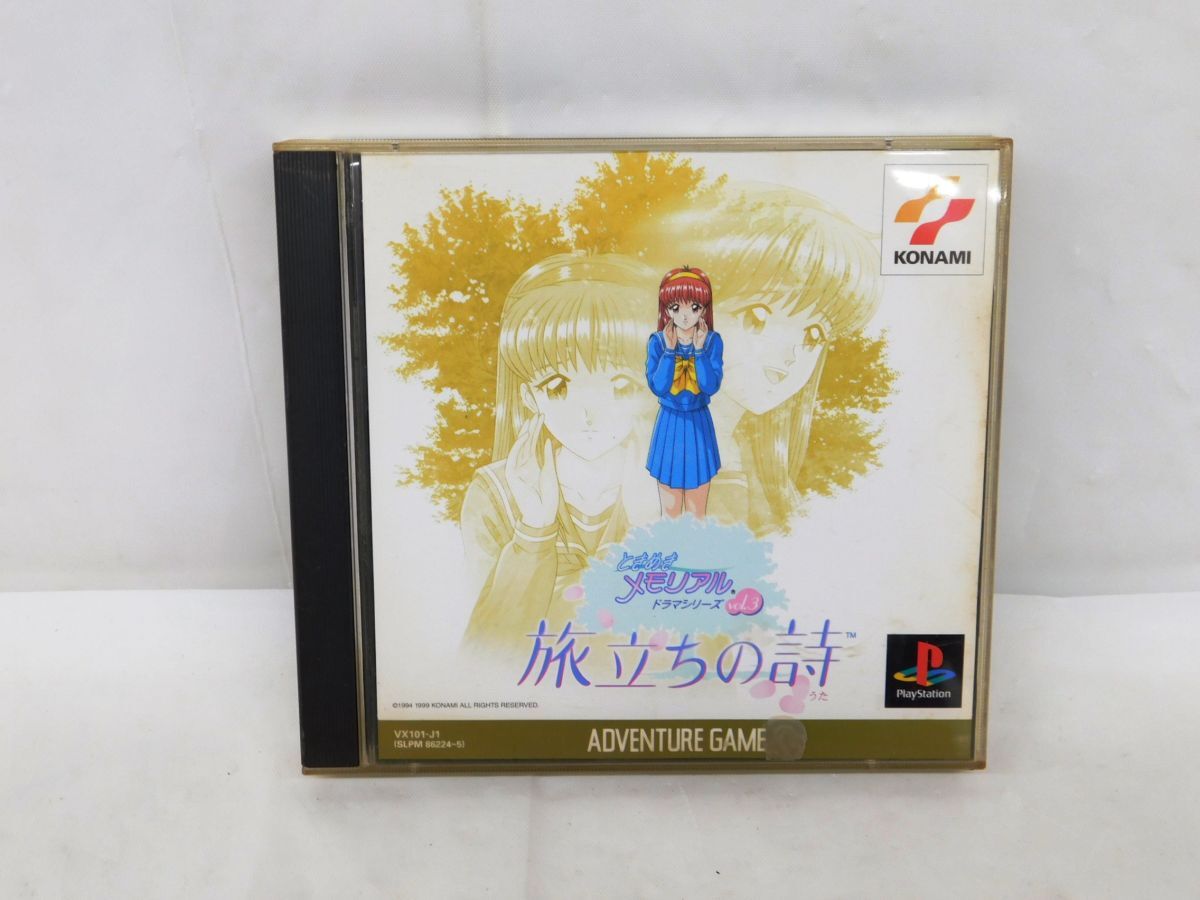 KONAMI
ときめき
メモリアル®
ドラマシリーズ vol.3
旅立ちの詩™
うた
PlayStation
©1994 1999 KONAMI ALL RIGHTS RESERVED.
VX101-J1
(SLPM 86224~5)
ADVENTURE GAME